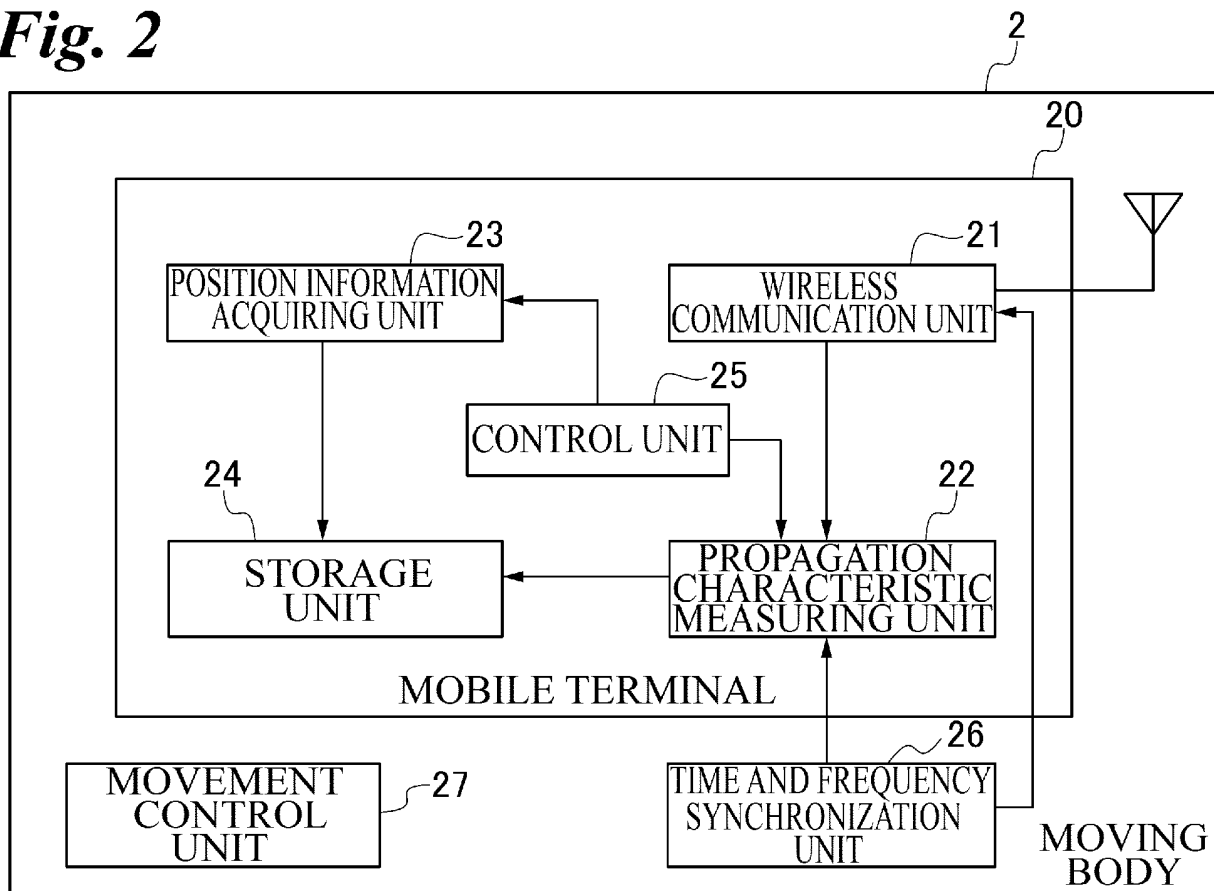 Fig. 2
2
20
23
21
POSITION INFORMATION
ACQUIRING UNIT
WIRELESS
COMMUNICATION UNIT
25
CONTROL UNIT
24
22
STORAGE
UNIT
PROPAGATION
CHARACTERISTIC
MEASURING UNIT
MOBILE TERMINAL
26
MOVEMENT
CONTROL
UNIT
27
TIME AND FREQUENCY
SYNCHRONIZATION
UNIT
MOVING
BODY